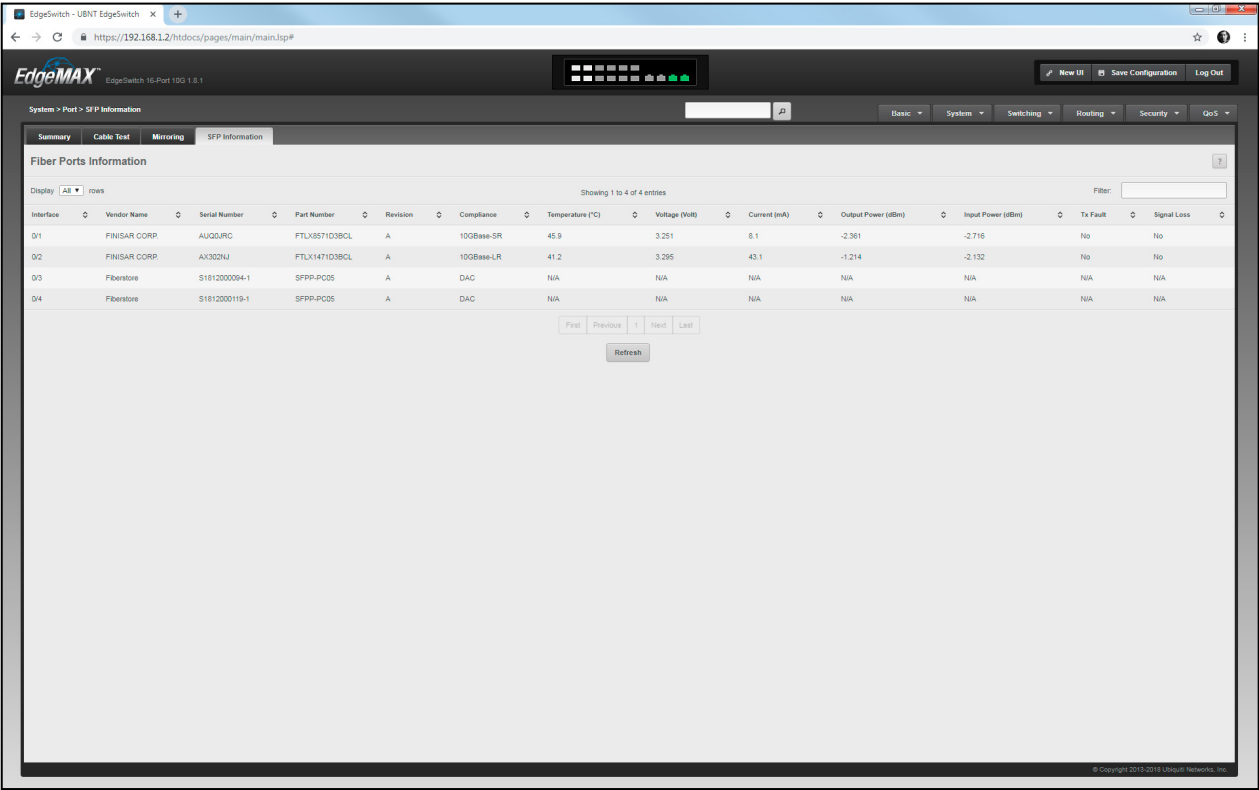 EdgeSwitch - UBNT EdgeSwitch
https://192.168.1.2/htdocs/pages/main/main.lsp#
EdgeMAX™ EdgeSwitch 16-Port 10G 1.8.1
New UI Save Configuration Log Out
System > Port > SFP Information
Basic System Switching Routing Security QoS
Summary Cable Test Mirroring SFP Information
Fiber Ports Information ?
Display All rows Showing 1 to 4 of 4 entries Filter:
Interface Vendor Name Serial Number Part Number Revision Compliance Temperature (°C) Voltage (Volt) Current (mA) Output Power (dBm) Input Power (dBm) Tx Fault Signal Loss
0/1 FINISAR CORP. AUQ0JRC FTLX8571D3BCL A 10GBase-SR 45.9 3.251 8.1 -2.361 -2.716 No No
0/2 FINISAR CORP. AX302NJ FTLX1471D3BCL A 10GBase-LR 41.2 3.295 43.1 -1.214 -2.132 No No
0/3 Fiberstore S1812000094-1 SFPP-PC05 A DAC N/A N/A N/A N/A N/A N/A N/A
0/4 Fiberstore S1812000119-1 SFPP-PC05 A DAC N/A N/A N/A N/A N/A N/A N/A
First Previous 1 Next Last
Refresh
© Copyright 2013-2018 Ubiquiti Networks, Inc.